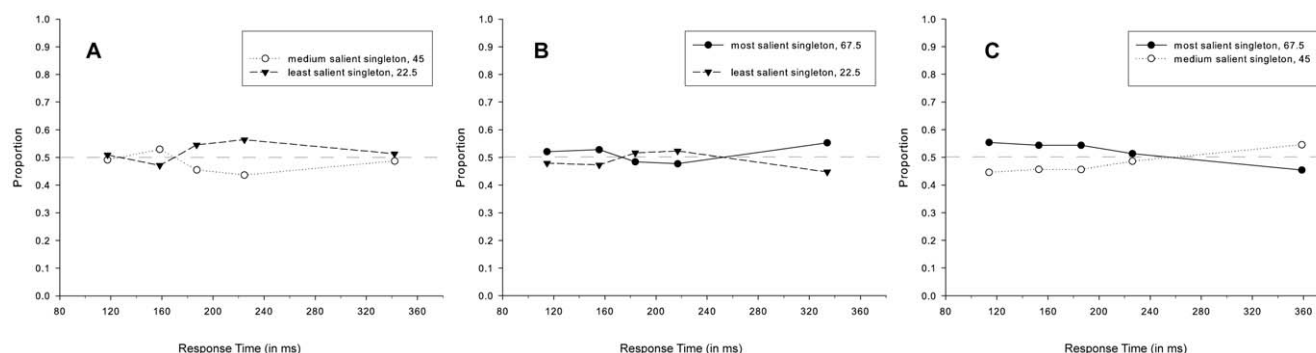 A
medium salient singleton, 45
least salient singleton, 22.5
Proportion
1.0
0.9
0.8
0.7
0.6
0.5
0.4
0.3
0.2
0.1
0.0
80 120 160 200 240 280 320 360
Response Time (in ms)
B
most salient singleton, 67.5
least salient singleton, 22.5
Proportion
1.0
0.9
0.8
0.7
0.6
0.5
0.4
0.3
0.2
0.1
0.0
80 120 160 200 240 280 320 360
Response Time (in ms)
C
most salient singleton, 67.5
medium salient singleton, 45
Proportion
1.0
0.9
0.8
0.7
0.6
0.5
0.4
0.3
0.2
0.1
0.0
80 120 160 200 240 280 320 360
Response Time (in ms)